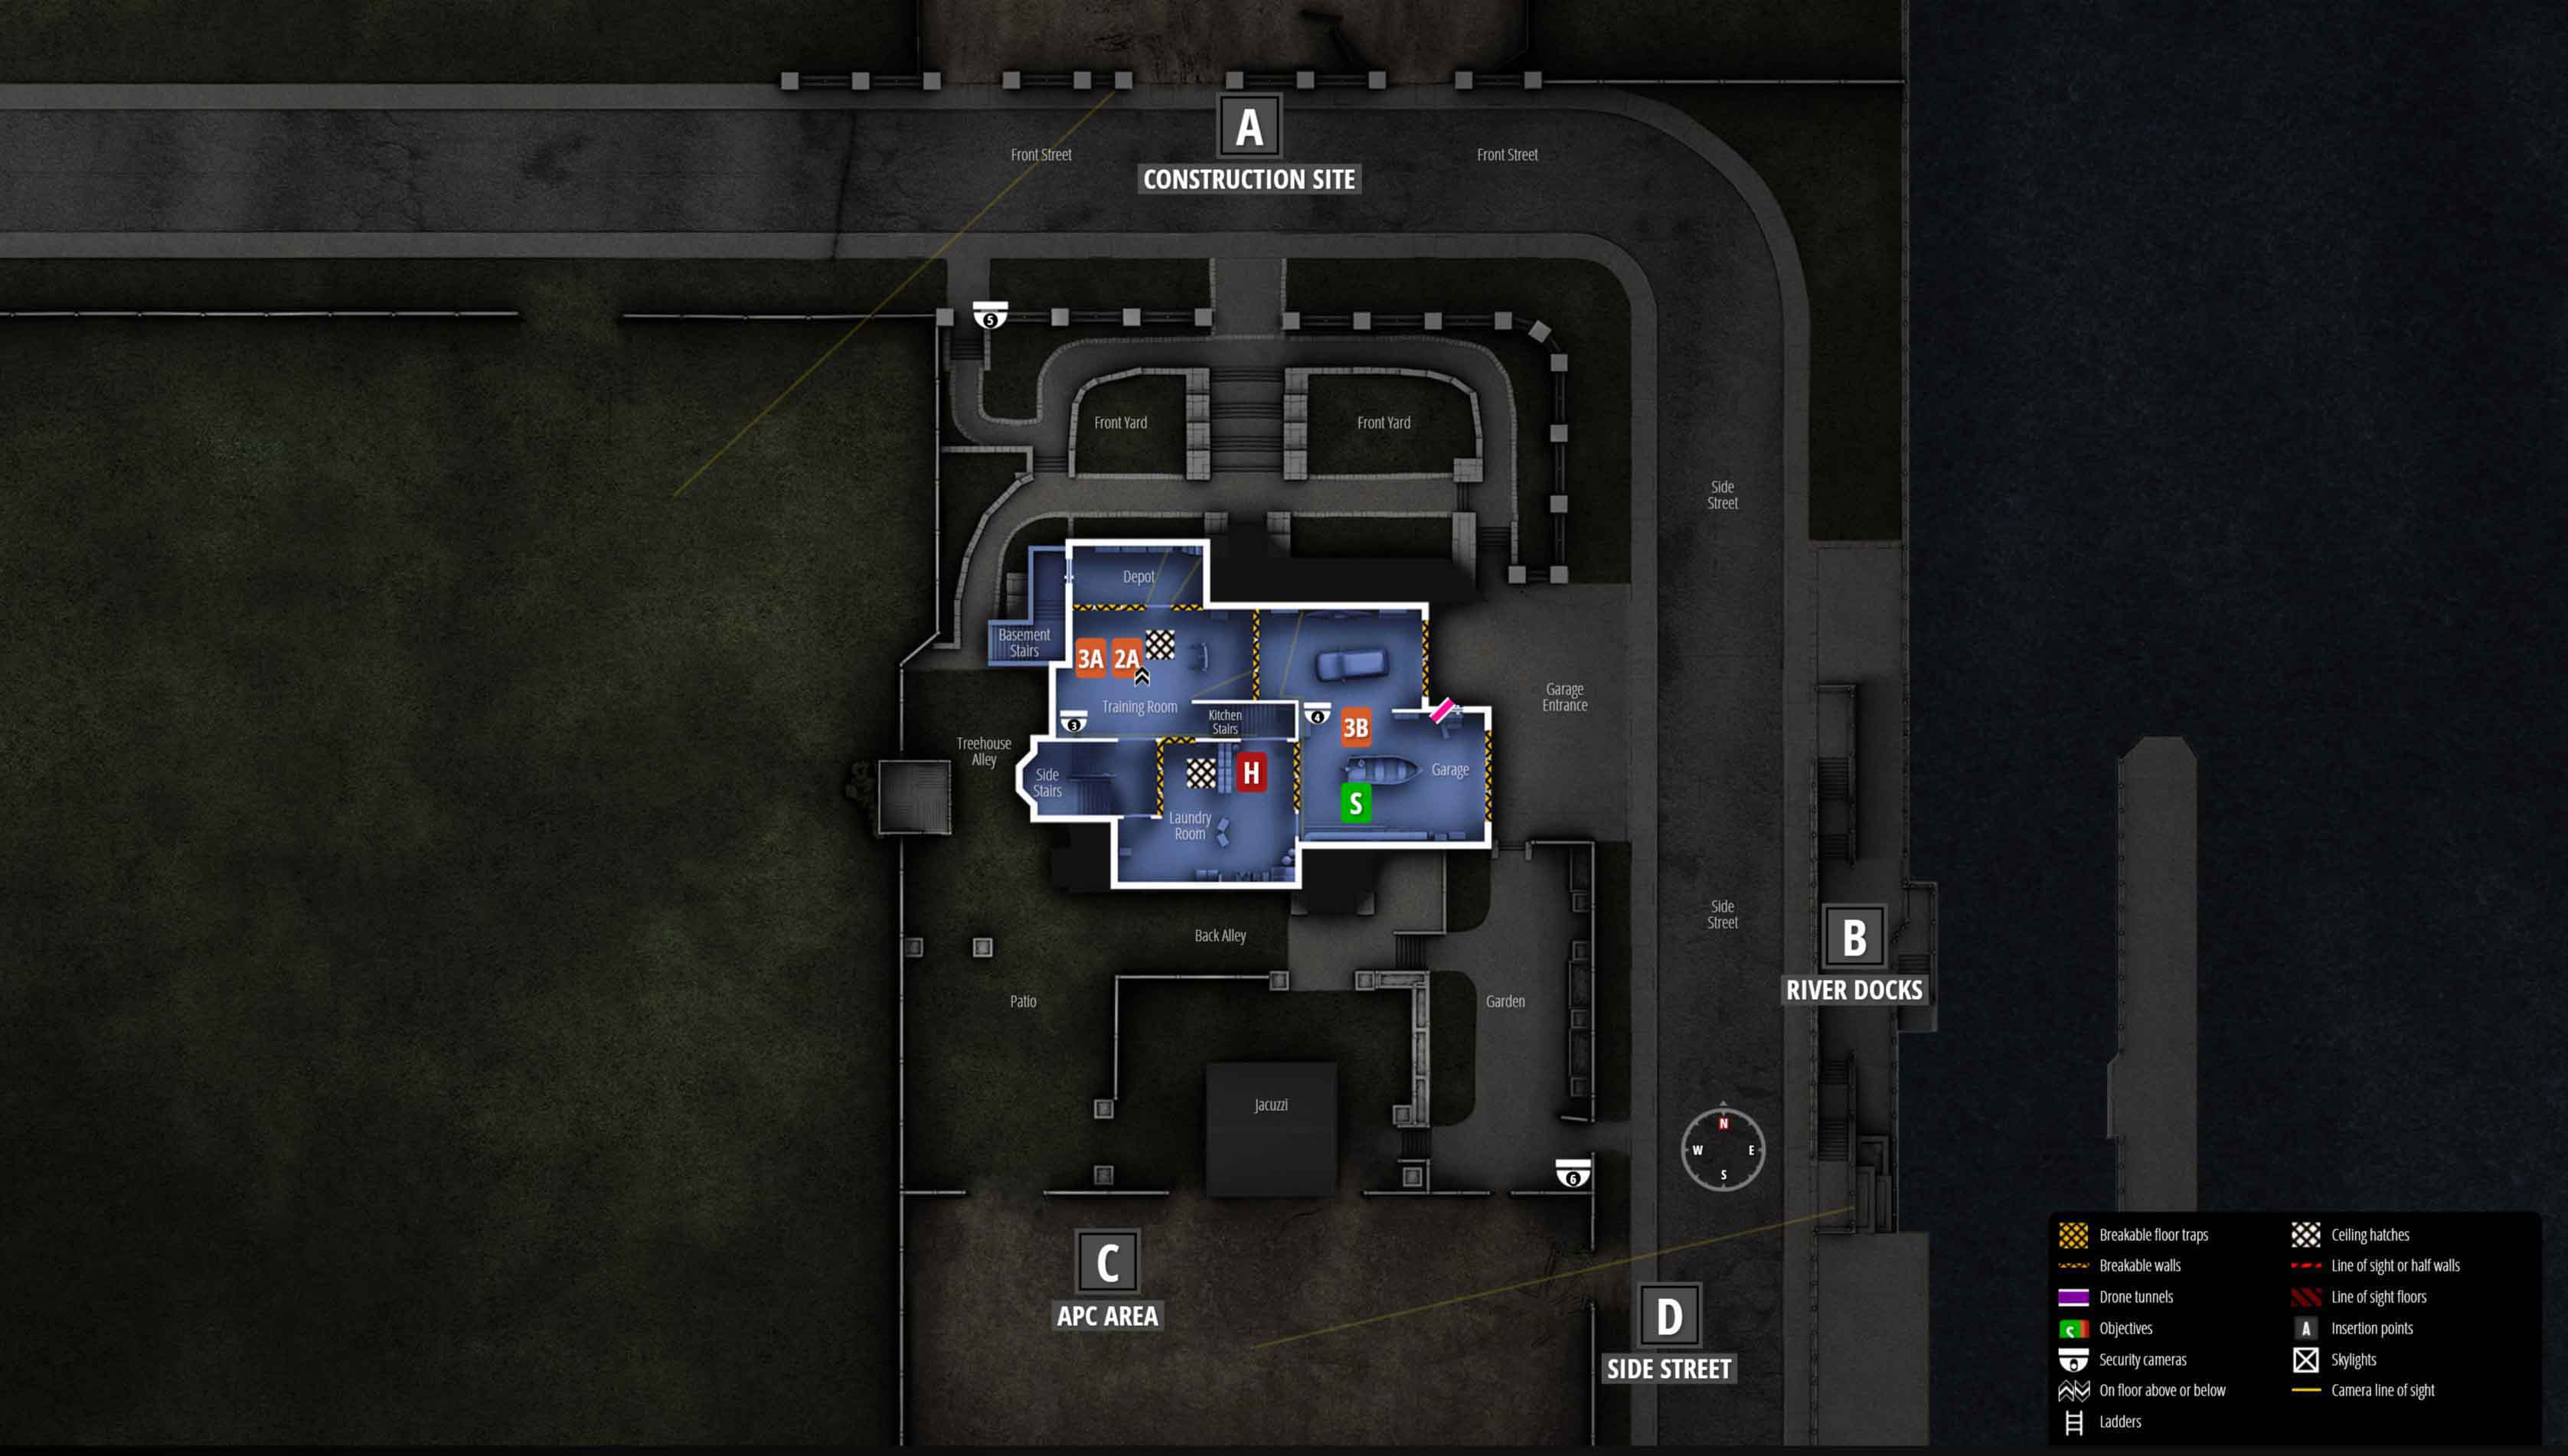 A
CONSTRUCTION SITE
Front Street
Front Street
5
Front Yard
Front Yard
Side
Street
Depot
Basement
Stairs
3A
2A
Training Room
3
Kitchen
Stairs
4
3B
Garage
Entrance
Treehouse
Alley
Side
Stairs
H
Garage
S
Laundry
Room
Side
Street
Back Alley
B
RIVER DOCKS
Patio
Garden
Jacuzzi
N
W
E
S
6
C
APC AREA
D
SIDE STREET
Breakable floor traps
Ceiling hatches
Breakable walls
Line of sight or half walls
Drone tunnels
Line of sight floors
Objectives
A
Insertion points
Security cameras
Skylights
On floor above or below
Camera line of sight
Ladders